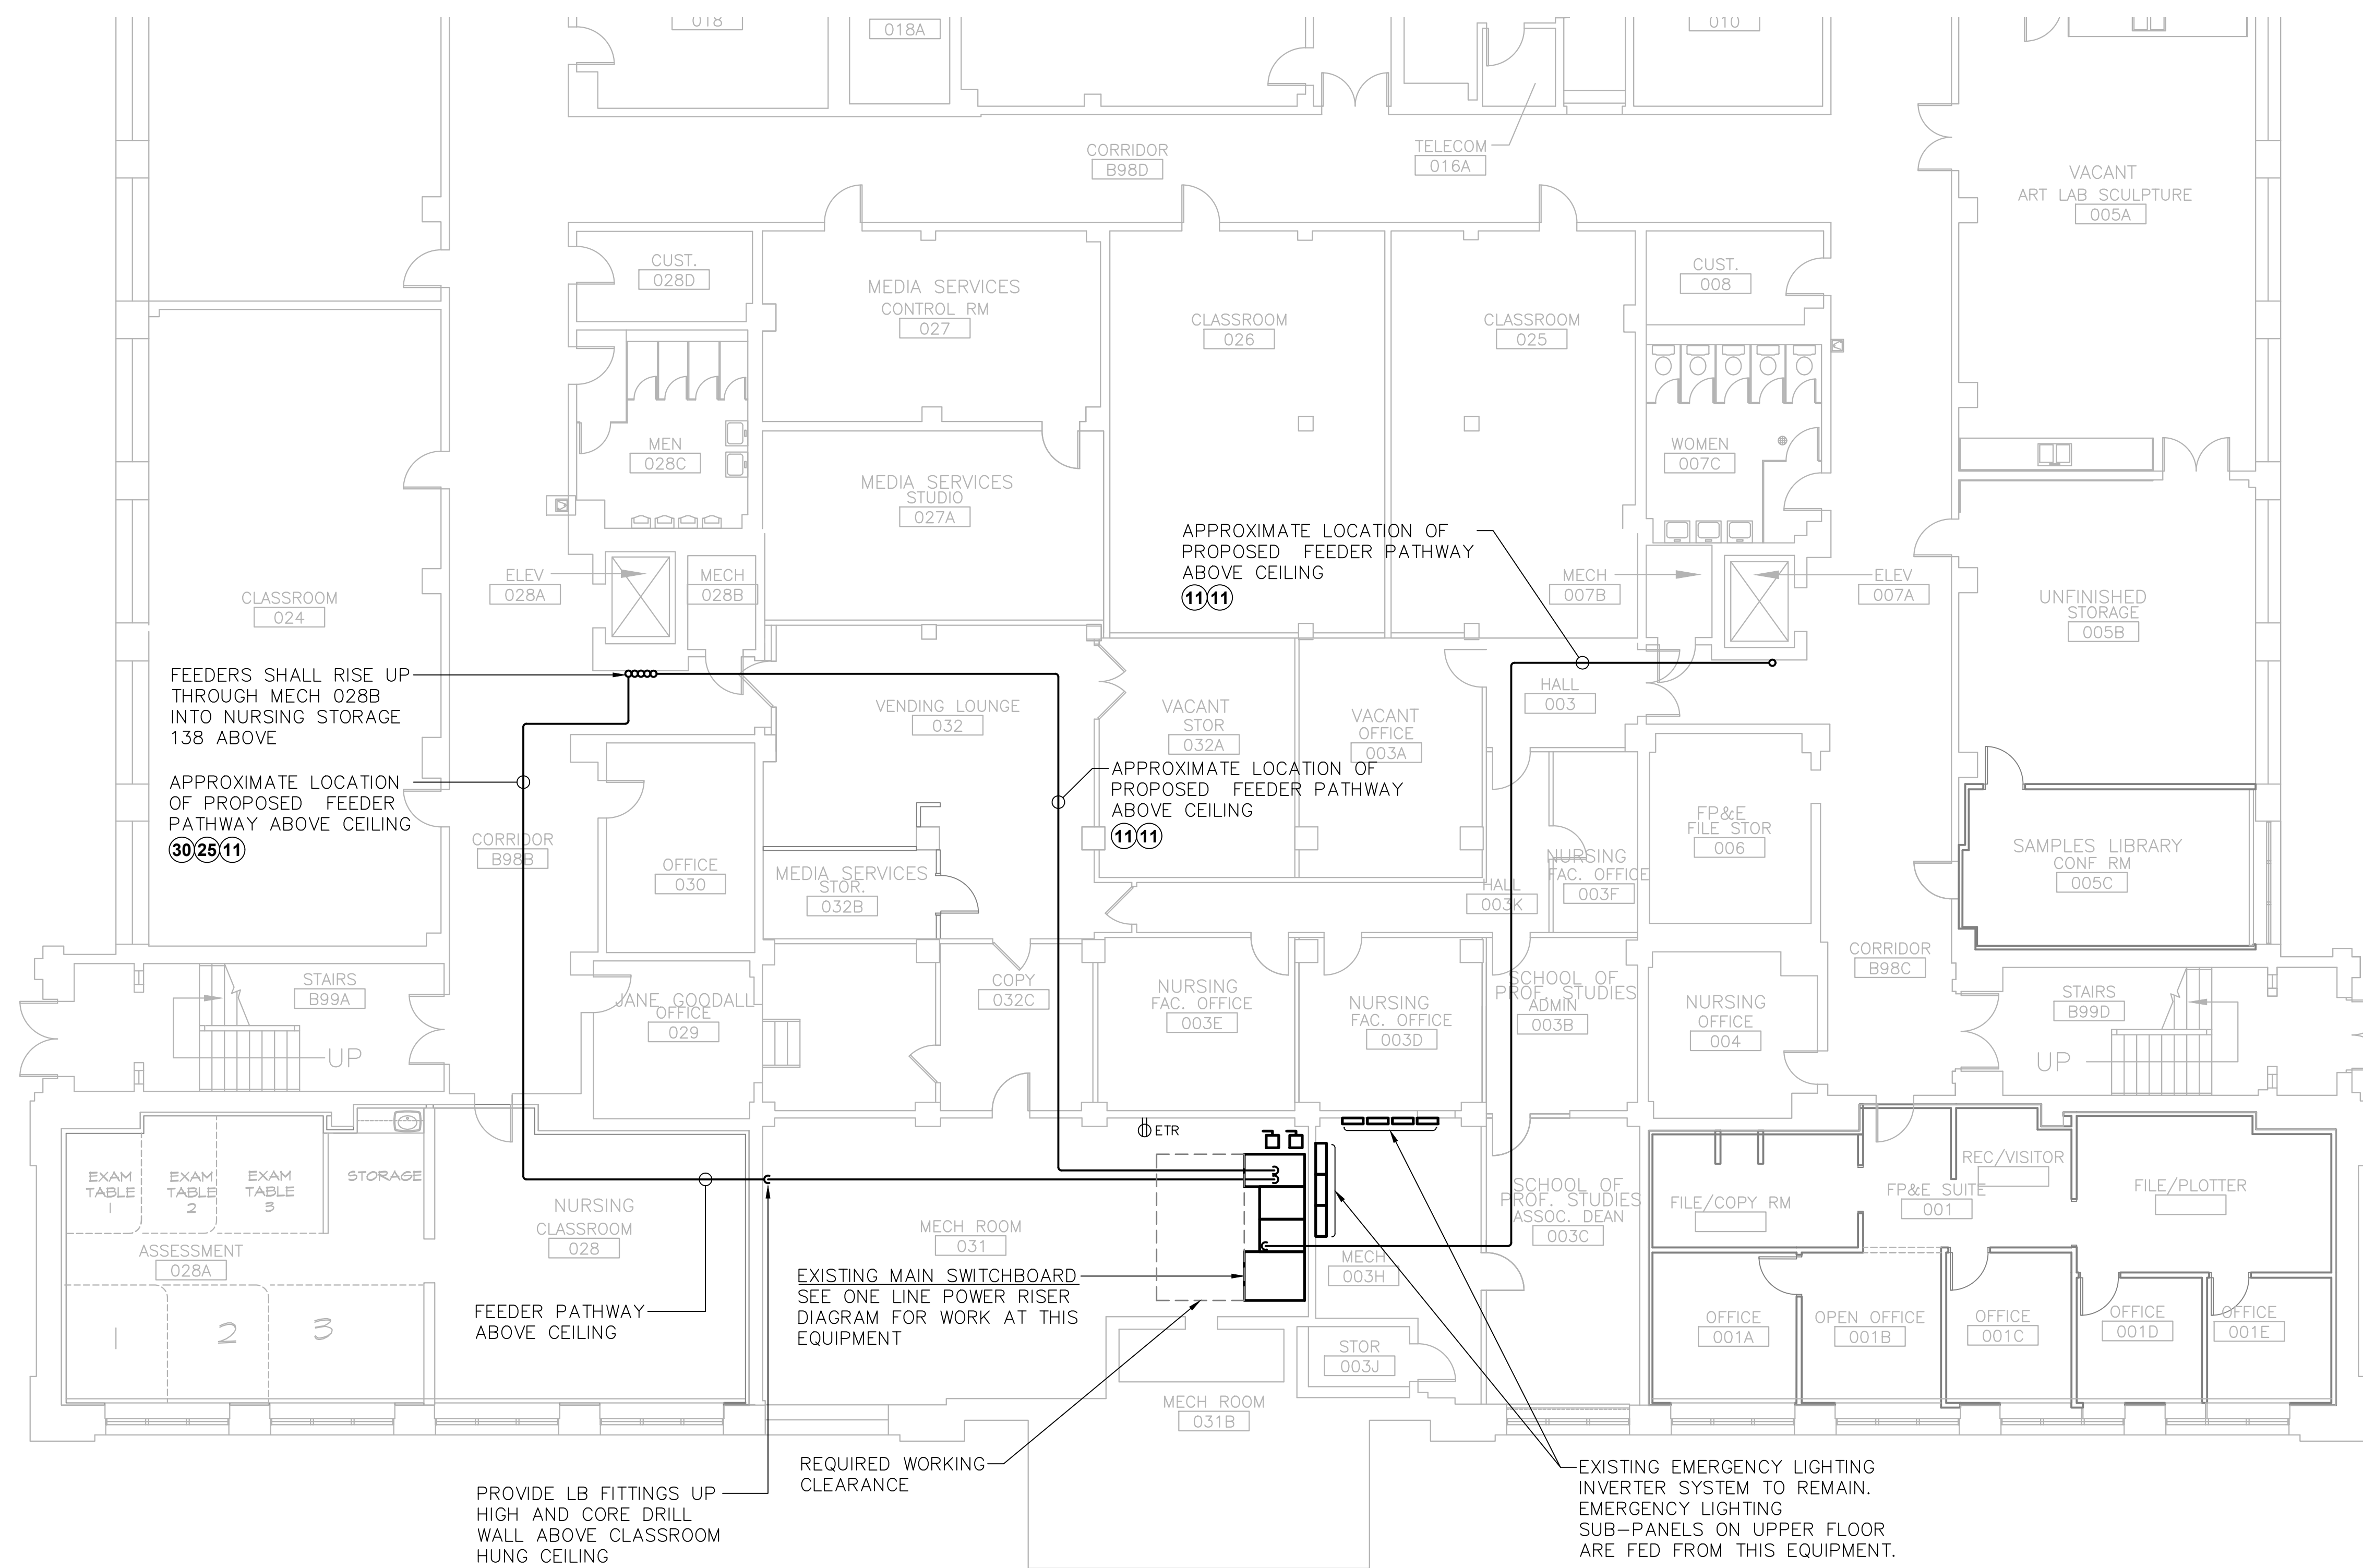 018
018A
010
CORRIDOR
B98D
TELECOM
016A
VACANT
ART LAB SCULPTURE
005A
CUST.
028D
MEDIA SERVICES
CONTROL RM
027
CLASSROOM
026
CLASSROOM
025
CUST.
008
MEN
028C
MEDIA SERVICES
STUDIO
027A
WOMEN
007C
APPROXIMATE LOCATION OF
PROPOSED FEEDER PATHWAY
ABOVE CEILING
11 11
ELEV
028A
MECH
028B
MECH
007B
ELEV
007A
CLASSROOM
024
UNFINISHED
STORAGE
005B
FEEDERS SHALL RISE UP
THROUGH MECH 028B
INTO NURSING STORAGE
138 ABOVE
VENDING LOUNGE
032
VACANT
STOR
032A
VACANT
OFFICE
003A
HALL
003
APPROXIMATE LOCATION
OF PROPOSED FEEDER
PATHWAY ABOVE CEILING
30 25 11
APPROXIMATE LOCATION OF
PROPOSED FEEDER PATHWAY
ABOVE CEILING
11 11
CORRIDOR
B98B
OFFICE
030
MEDIA SERVICES
STOR.
032B
HALL
003K
NURSING
FAC. OFFICE
003F
FP&E
FILE STOR
006
SAMPLES LIBRARY
CONF RM
005C
STAIRS
B99A
UP
JANE GOODALL
OFFICE
029
COPY
032C
NURSING
FAC. OFFICE
003E
NURSING
FAC. OFFICE
003D
SCHOOL OF
PROF. STUDIES
ADMIN
003B
NURSING
OFFICE
004
CORRIDOR
B98C
STAIRS
B99D
UP
ETR
EXAM
TABLE
1
EXAM
TABLE
2
EXAM
TABLE
3
STORAGE
NURSING
CLASSROOM
028
ASSESSMENT
028A
1
2
3
MECH ROOM
031
MECH
003H
SCHOOL OF
PROF. STUDIES
ASSOC. DEAN
003C
FILE/COPY RM
REC/VISITOR
FP&E SUITE
001
FILE/PLOTTER
EXISTING MAIN SWITCHBOARD
SEE ONE LINE POWER RISER
DIAGRAM FOR WORK AT THIS
EQUIPMENT
FEEDER PATHWAY
ABOVE CEILING
STOR
003J
OFFICE
001A
OPEN OFFICE
001B
OFFICE
001C
OFFICE
001D
OFFICE
001E
MECH ROOM
031B
REQUIRED WORKING
CLEARANCE
PROVIDE LB FITTINGS UP
HIGH AND CORE DRILL
WALL ABOVE CLASSROOM
HUNG CEILING
EXISTING EMERGENCY LIGHTING
INVERTER SYSTEM TO REMAIN.
EMERGENCY LIGHTING
SUB-PANELS ON UPPER FLOOR
ARE FED FROM THIS EQUIPMENT.